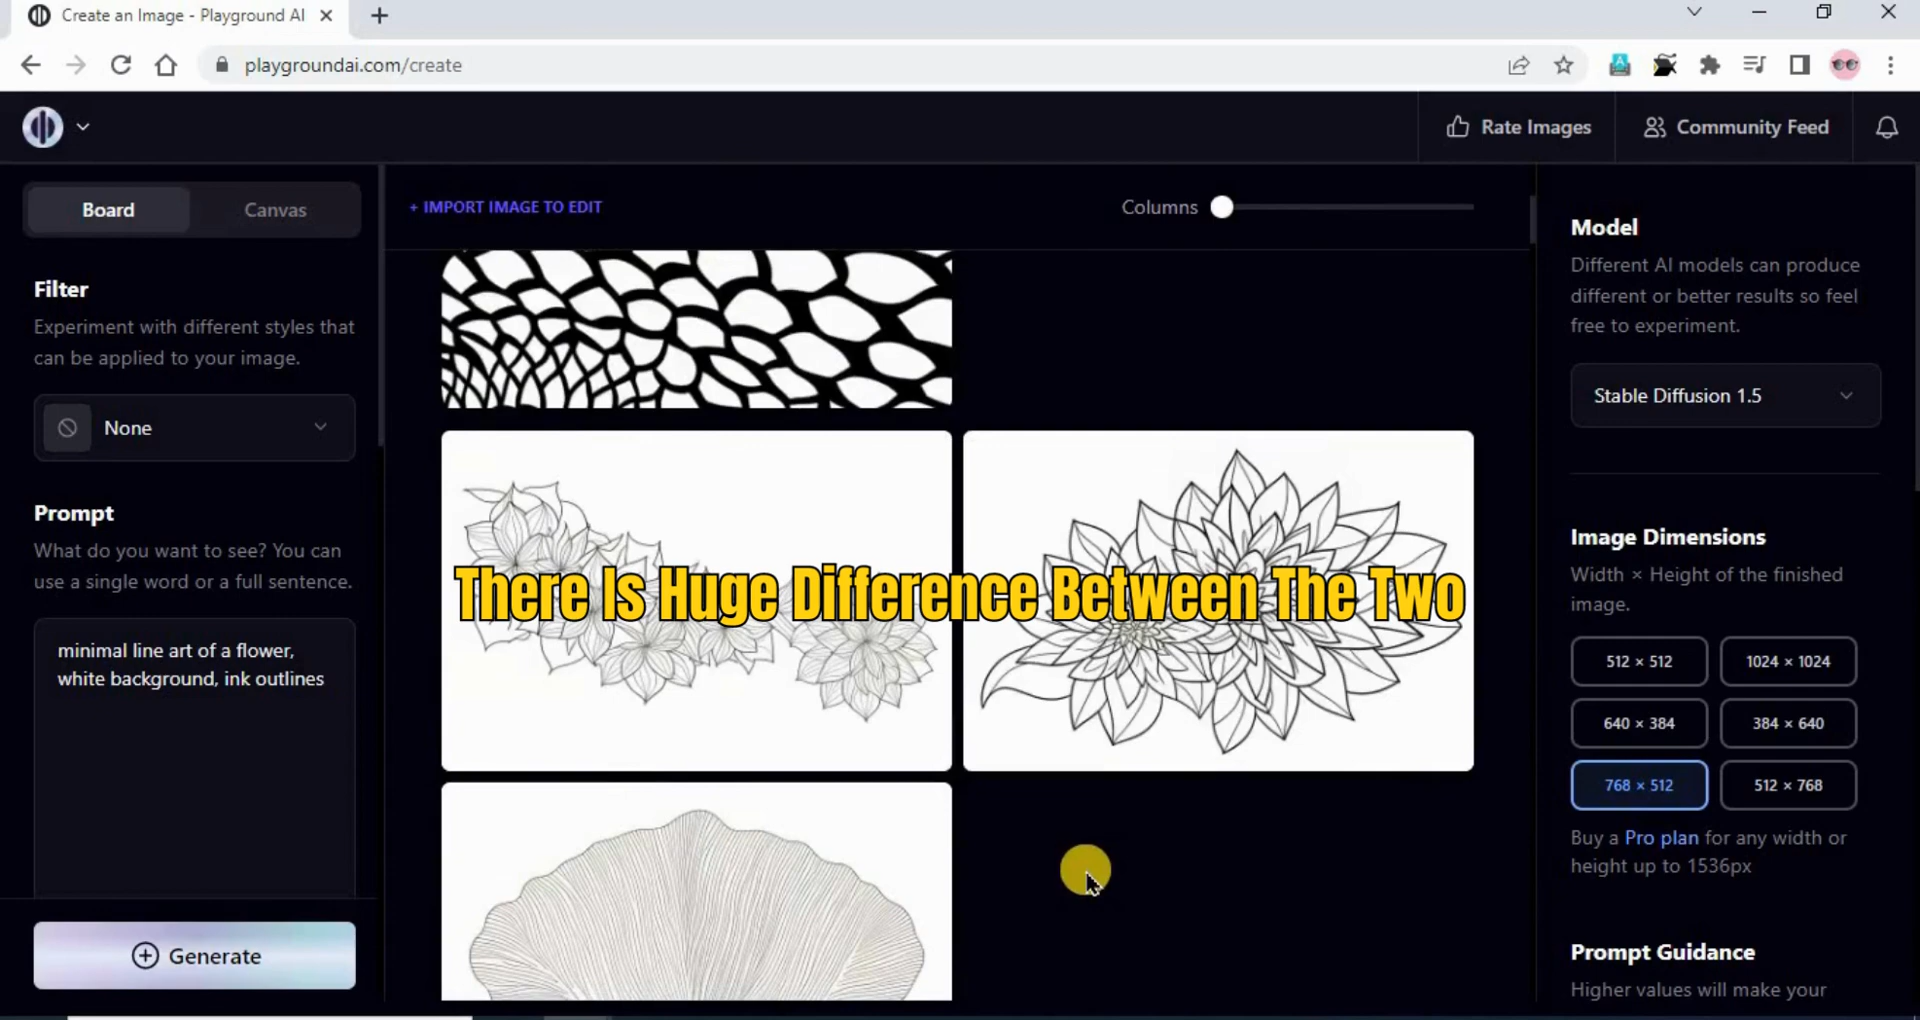 Create an Image - Playground AI
playgroundai.com/create
Rate Images
Community Feed
Board
Canvas
Filter
Experiment with different styles that
can be applied to your image.
None
Prompt
What do you want to see? You can
use a single word or a full sentence.
minimal line art of a flower,
white background, ink outlines
Generate
+ IMPORT IMAGE TO EDIT
Columns
There Is Huge Difference Between The Two
Model
Different AI models can produce
different or better results so feel
free to experiment.
Stable Diffusion 1.5
Image Dimensions
Width × Height of the finished
image.
512 × 512
1024 × 1024
640 × 384
384 × 640
768 × 512
512 × 768
Buy a Pro plan for any width or
height up to 1536px
Prompt Guidance
Higher values will make your